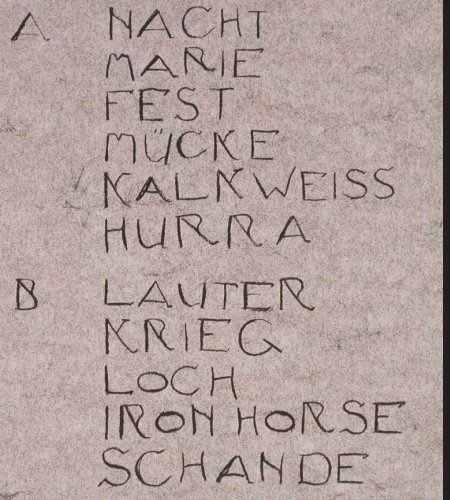 A NACHT
MARIE
FEST
MÜCKE
KALKWEISS
HURRA
B LAUTER
KRIEG
LOCH
IRON HORSE
SCHANDE